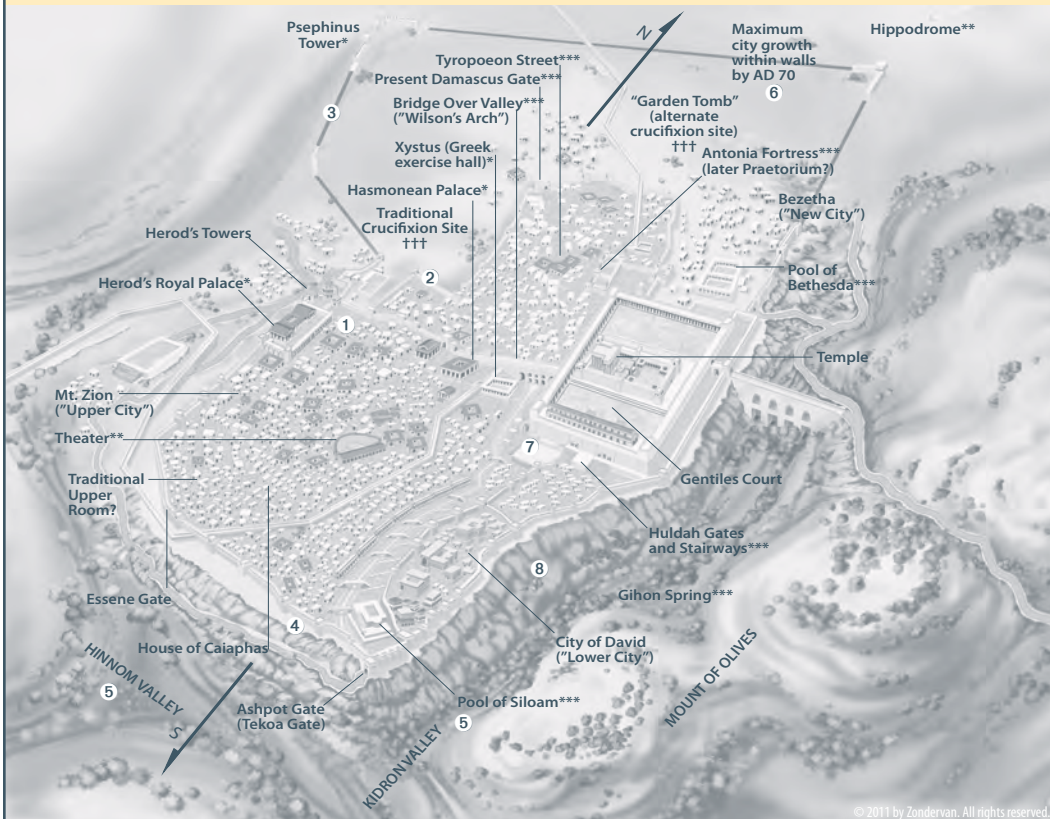 Psephinus
Tower*
N
Maximum
city growth
within walls
by AD 70
6
Hippodrome**
Tyropoeon Street***
Present Damascus Gate***
Bridge Over Valley***
("Wilson's Arch")
"Garden Tomb"
(alternate
crucifixion site)
†††
3
Xystus (Greek
exercise hall)*
Antonia Fortress***
(later Praetorium?)
Hasmonean Palace*
Bezetha
("New City")
Traditional
Crucifixion Site
†††
Herod's Towers
2
Pool of
Bethesda***
Herod's Royal Palace*
1
Temple
Mt. Zion
("Upper City")
Theater**
7
Traditional
Upper
Room?
Gentiles Court
Huldah Gates
and Stairways***
8
Essene Gate
Gihon Spring***
4
House of Caiaphas
City of David
("Lower City")
HINNOM VALLEY
5
S
Ashpot Gate
(Tekoa Gate)
Pool of Siloam***
5
KIDRON VALLEY
MOUNT OF OLIVES
© 2011 by Zondervan. All rights reserved.